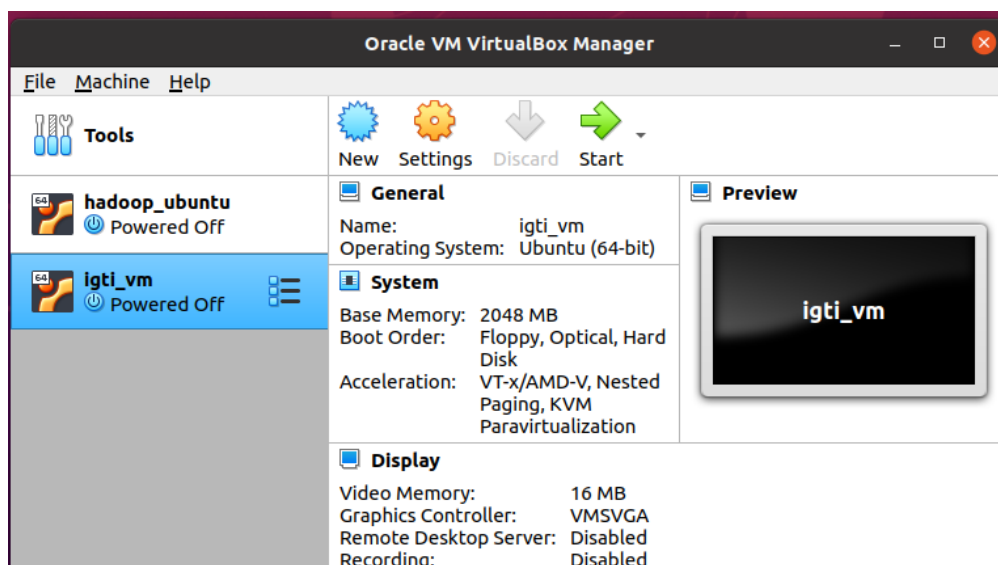 Oracle VM VirtualBox Manager
File Machine Help
Tools
New Settings Discard Start
64
hadoop_ubuntu
Powered Off
64
igti_vm
Powered Off
General
Name: igti_vm
Operating System: Ubuntu (64-bit)
System
Base Memory: 2048 MB
Boot Order: Floppy, Optical, Hard
Disk
Acceleration: VT-x/AMD-V, Nested
Paging, KVM
Paravirtualization
Preview
igti_vm
Display
Video Memory: 16 MB
Graphics Controller: VMSVGA
Remote Desktop Server: Disabled
Recording: Disabled